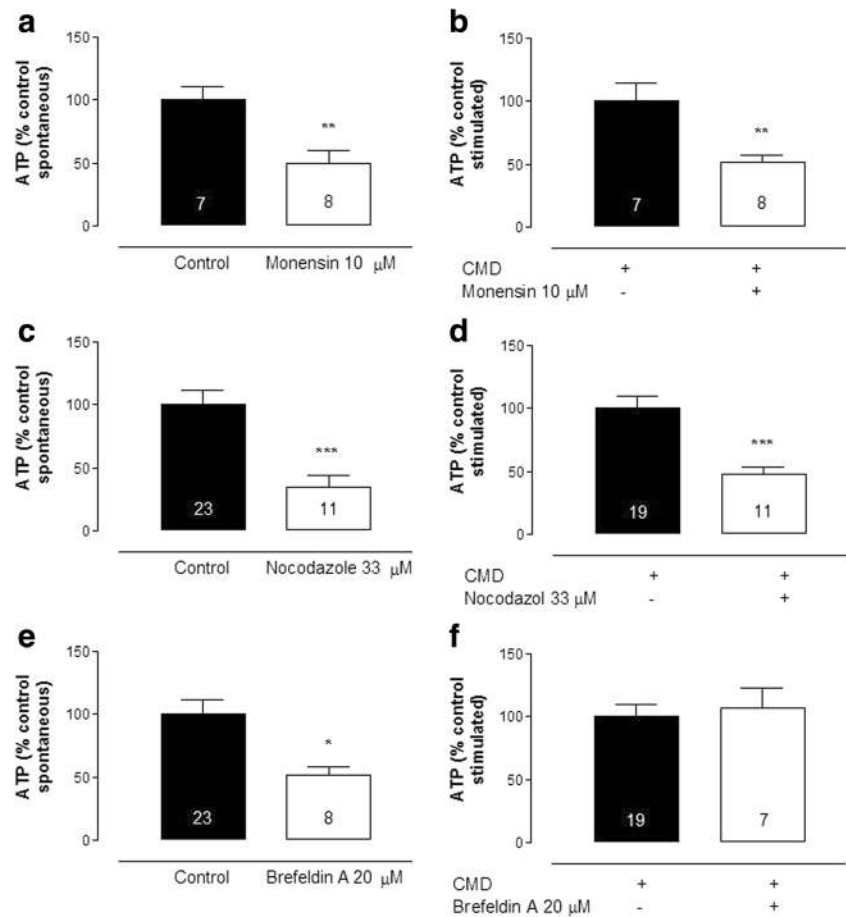 a
ATP (% control
spontaneous)
150
100
50
0
**
7
8
Control
Monensin 10 μM
b
ATP (% control
stimulated)
150
100
50
0
**
7
8
CMD + +
Monensin 10 μM - +
c
ATP (% control
spontaneous)
150
100
50
0
***
23
11
Control
Nocodazole 33 μM
d
ATP (% control
stimulated)
150
100
50
0
***
19
11
CMD + +
Nocodazol 33 μM - +
e
ATP (% control
spontaneous)
150
100
50
0
*
23
8
Control
Brefeldin A 20 μM
f
ATP (% control
stimulated)
150
100
50
0
19
7
CMD + +
Brefeldin A 20 μM - +